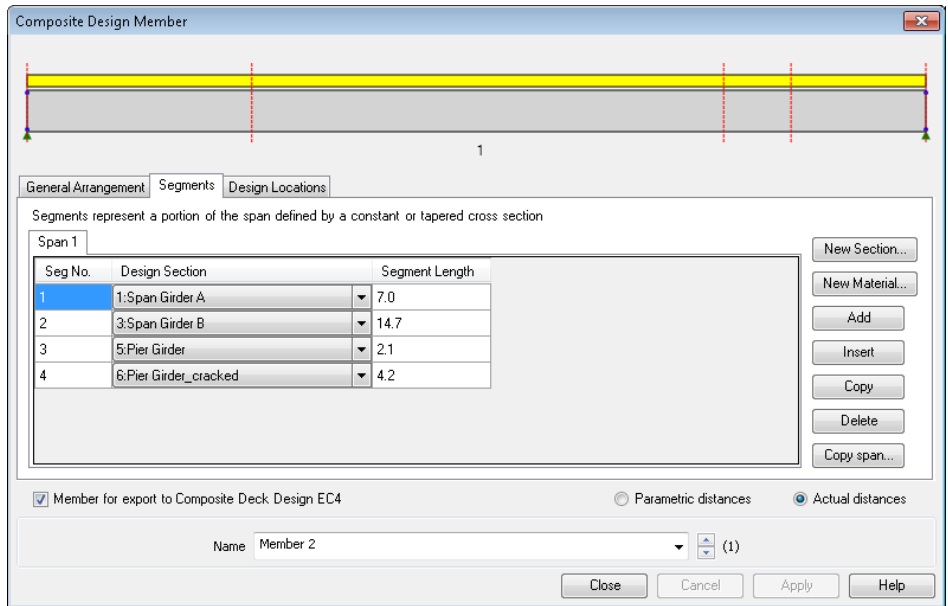 Composite Design Member
1
General Arrangement Segments Design Locations
Segments represent a portion of the span defined by a constant or tapered cross section
Span 1
Seg No. Design Section Segment Length
1 1:Span Girder A 7.0
2 3:Span Girder B 14.7
3 5:Pier Girder 2.1
4 6:Pier Girder_cracked 4.2
New Section...
New Material...
Add
Insert
Copy
Delete
Copy span...
Member for export to Composite Deck Design EC4 Parametric distances Actual distances
Name Member 2 (1)
Close Cancel Apply Help